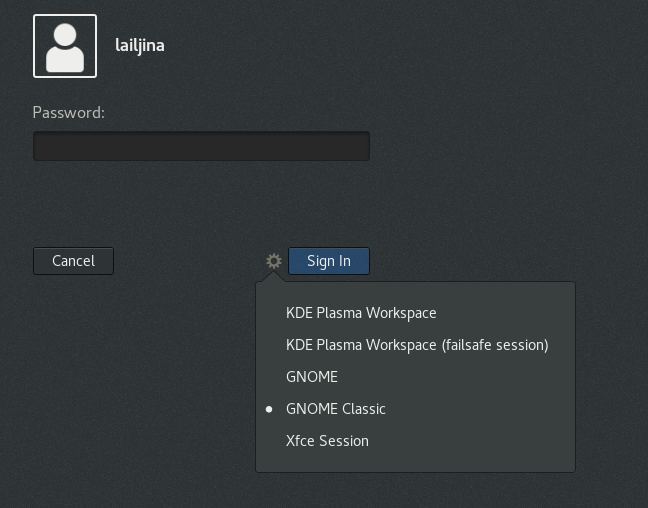 lailjina
Password:
Cancel
Sign In
KDE Plasma Workspace
KDE Plasma Workspace (failsafe session)
GNOME
GNOME Classic
Xfce Session